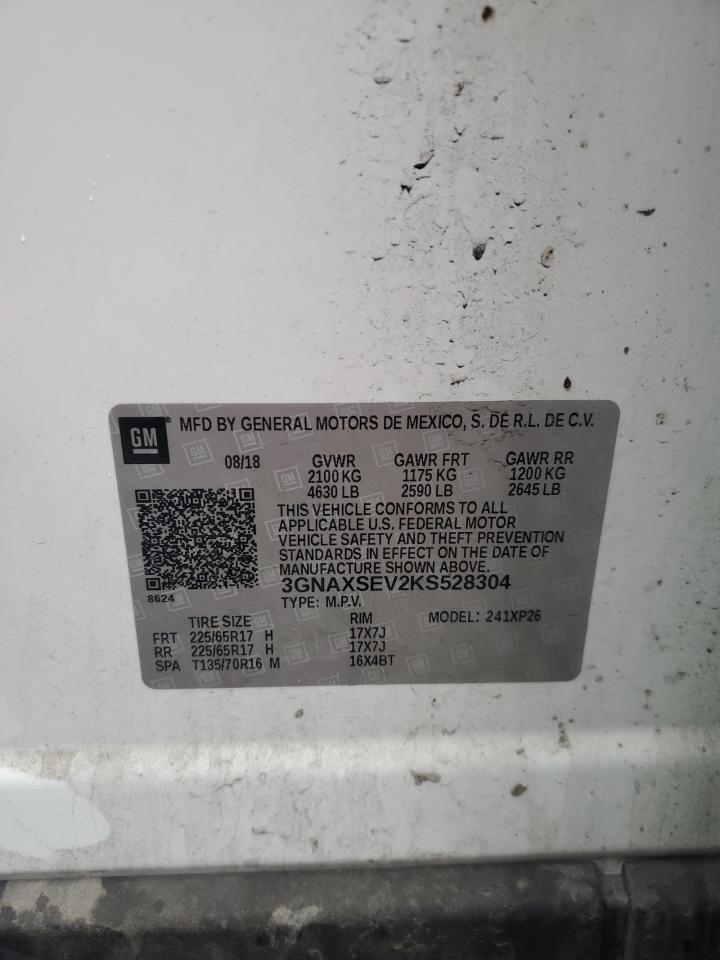 GM MFD BY GENERAL MOTORS DE MEXICO, S. DE R.L. DE C.V.
08/18 GVWR GAWR FRT GAWR RR
2100 KG 1175 KG 1200 KG
4630 LB 2590 LB 2645 LB
THIS VEHICLE CONFORMS TO ALL
APPLICABLE U.S. FEDERAL MOTOR
VEHICLE SAFETY AND THEFT PREVENTION
STANDARDS IN EFFECT ON THE DATE OF
MANUFACTURE SHOWN ABOVE.
3GNAXSEV2KS528304
8624 TYPE: M.P.V.
TIRE SIZE RIM MODEL: 241XP26
FRT 225/65R17 H 17X7J
RR 225/65R17 H 17X7J
SPA T135/70R16 M 16X4BT